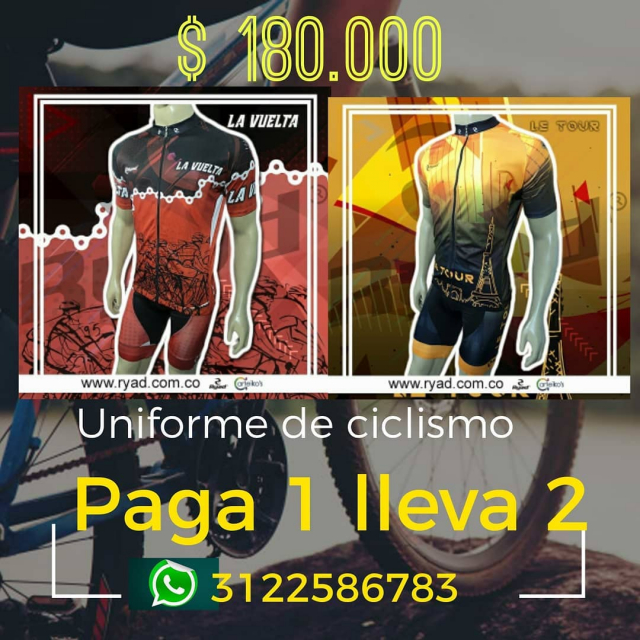 $ 180.000
LA VUELTA
LE TOUR
LA VUELTA
TOUR
www.ryad.com.co
www.ryad.com.co
Uniforme de ciclismo
Paga 1 lleva 2
3122586783